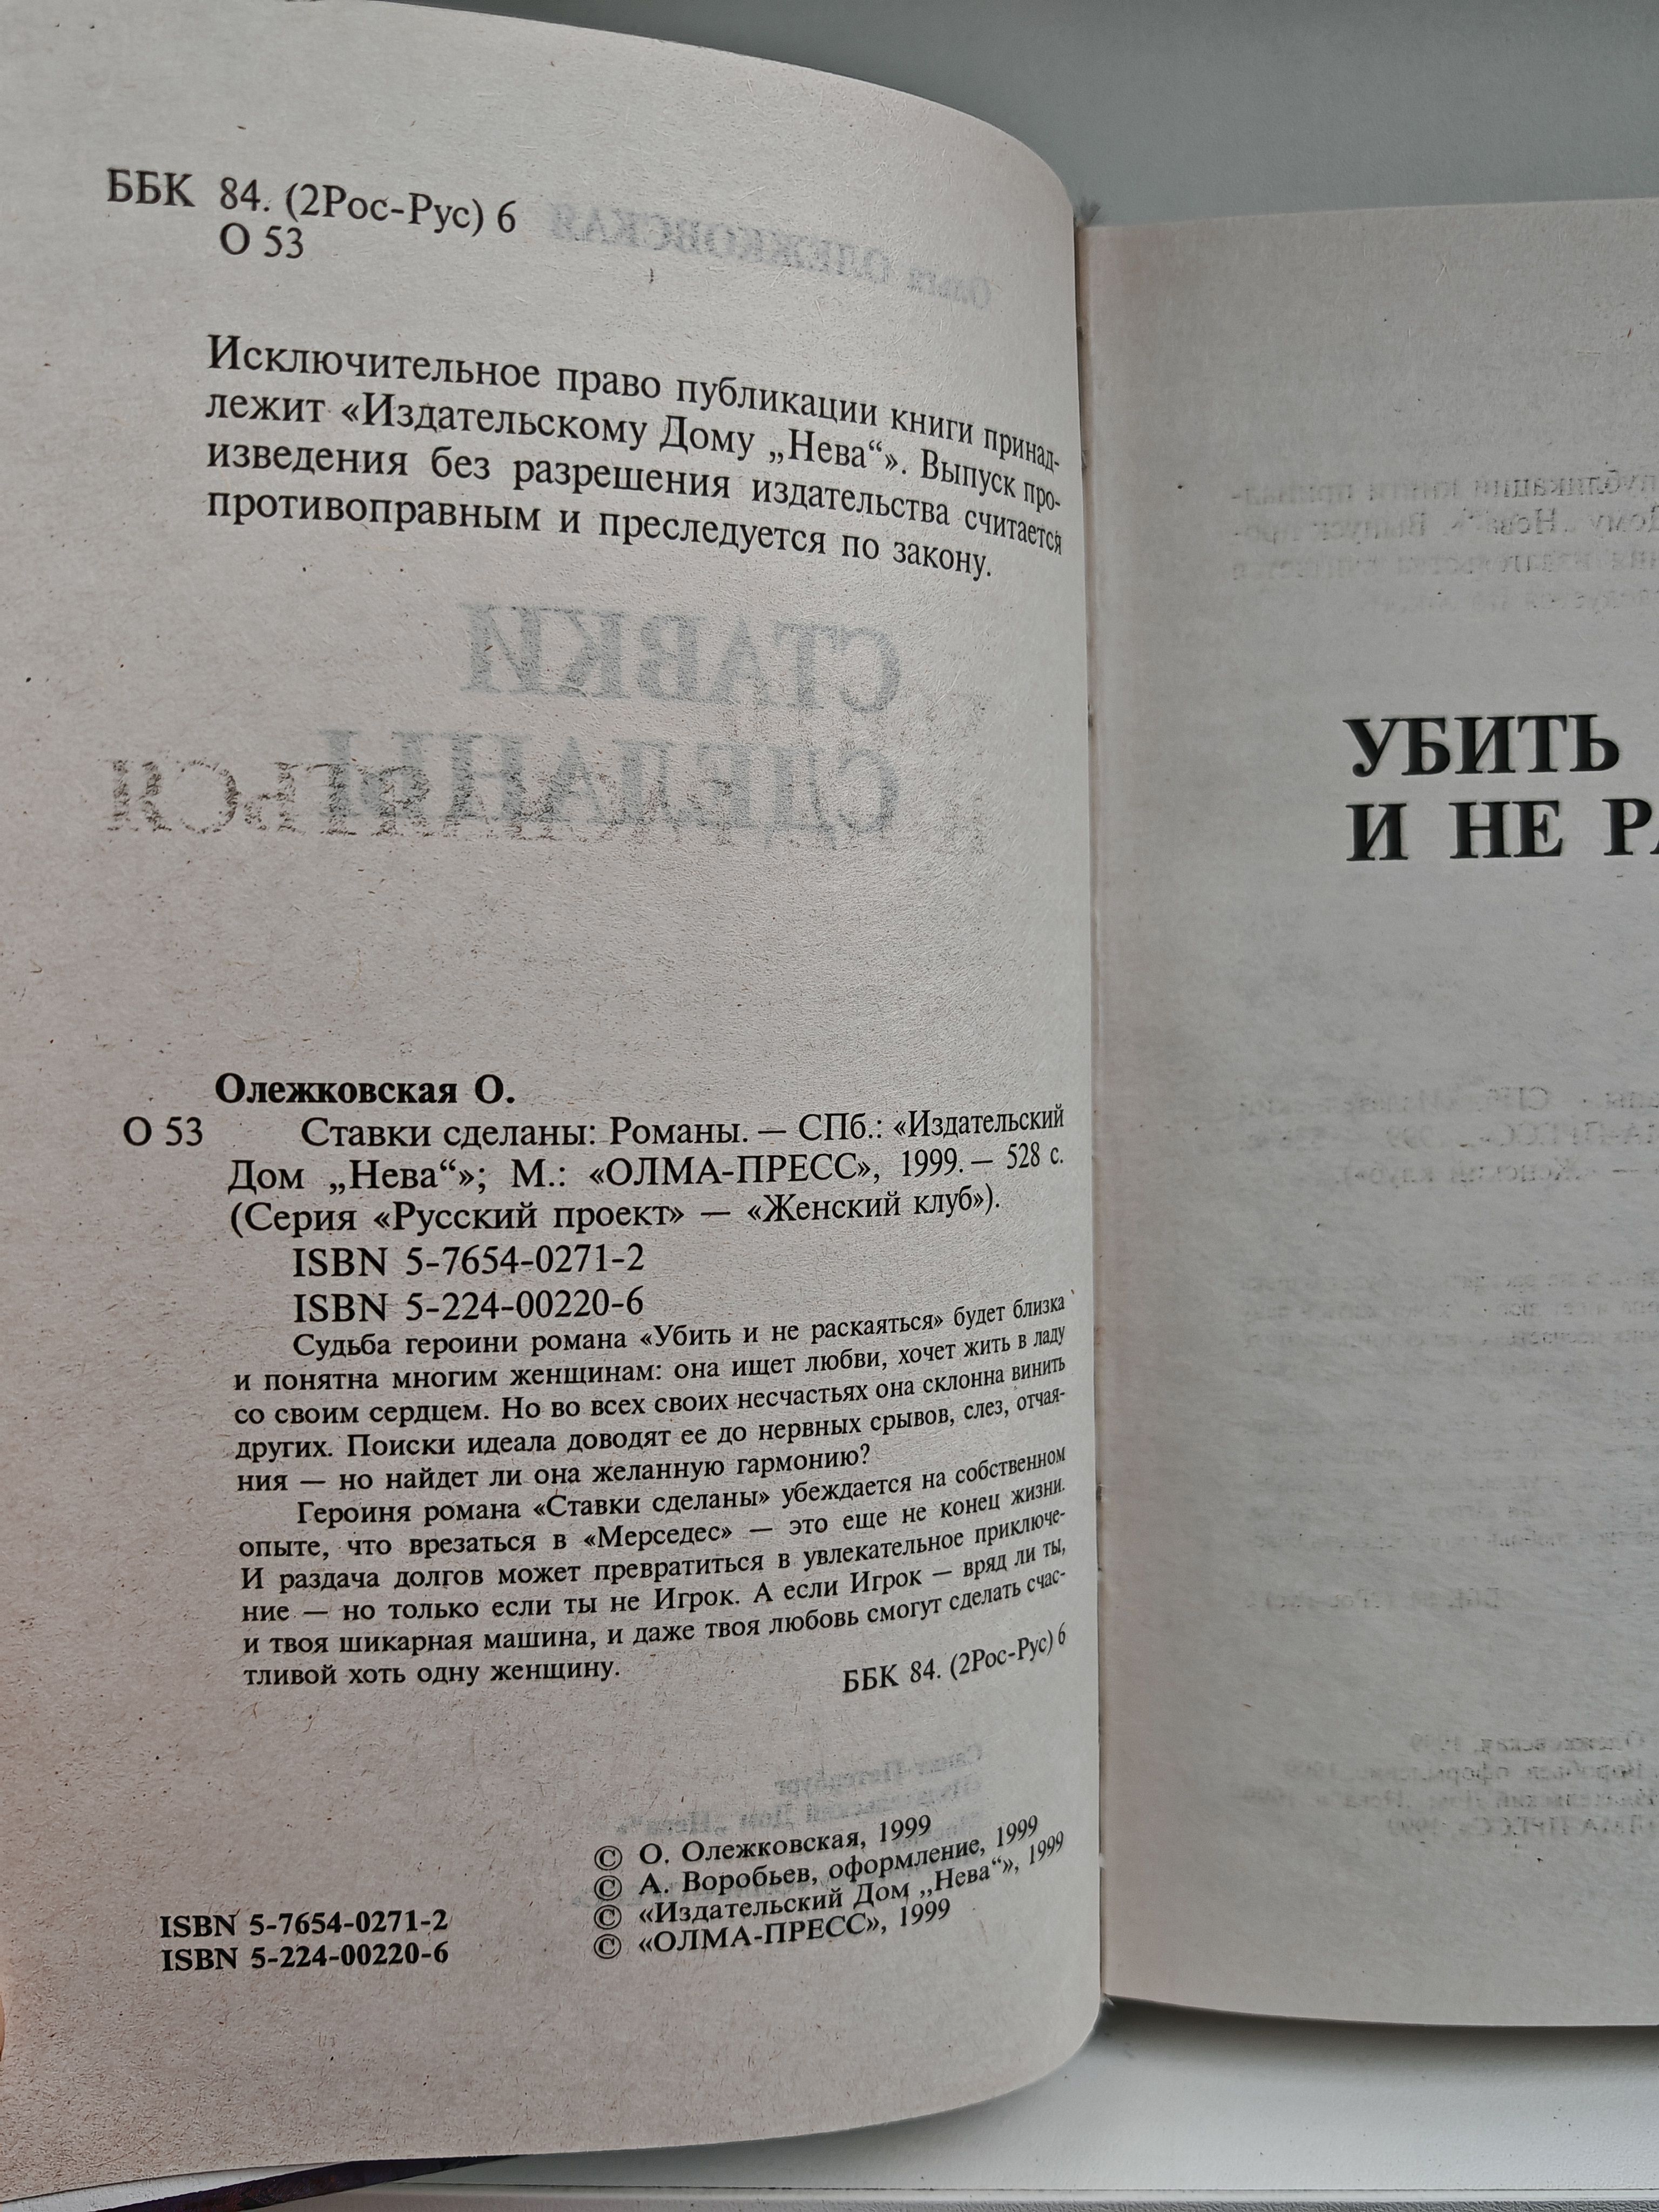 ББК 84. (2Рос-Рус) 6
О 53
Исключительное право публикации книги принад-
лежит «Издательскому Дому „Нева“». Выпуск про-
изведения без разрешения издательства считается
противоправным и преследуется по закону.
Олежковская О.
О 53 Ставки сделаны: Романы. — СПб.: «Издательский
Дом „Нева“»; М.: «ОЛМА-ПРЕСС», 1999. — 528 с.
(Серия «Русский проект» — «Женский клуб»).
ISBN 5-7654-0271-2
ISBN 5-224-00220-6
Судьба героини романа «Убить и не раскаяться» будет близка
и понятна многим женщинам: она ищет любви, хочет жить в ладу
со своим сердцем. Но во всех своих несчастьях она склонна винить
других. Поиски идеала доводят ее до нервных срывов, слез, отчая-
ния — но найдет ли она желанную гармонию?
Героиня романа «Ставки сделаны» убеждается на собственном
опыте, что врезаться в «Мерседес» — это еще не конец жизни.
И раздача долгов может превратиться в увлекательное приключе-
ние — но только если ты не Игрок. А если Игрок — вряд ли ты,
и твоя шикарная машина, и даже твоя любовь смогут сделать счас-
тливой хоть одну женщину.
ББК 84. (2Рос-Рус) 6
© О. Олежковская, 1999
© А. Воробьев, оформление, 1999
© «Издательский Дом „Нева“», 1999
© «ОЛМА-ПРЕСС», 1999
ISBN 5-7654-0271-2
ISBN 5-224-00220-6
УБИТЬ
И НЕ РА